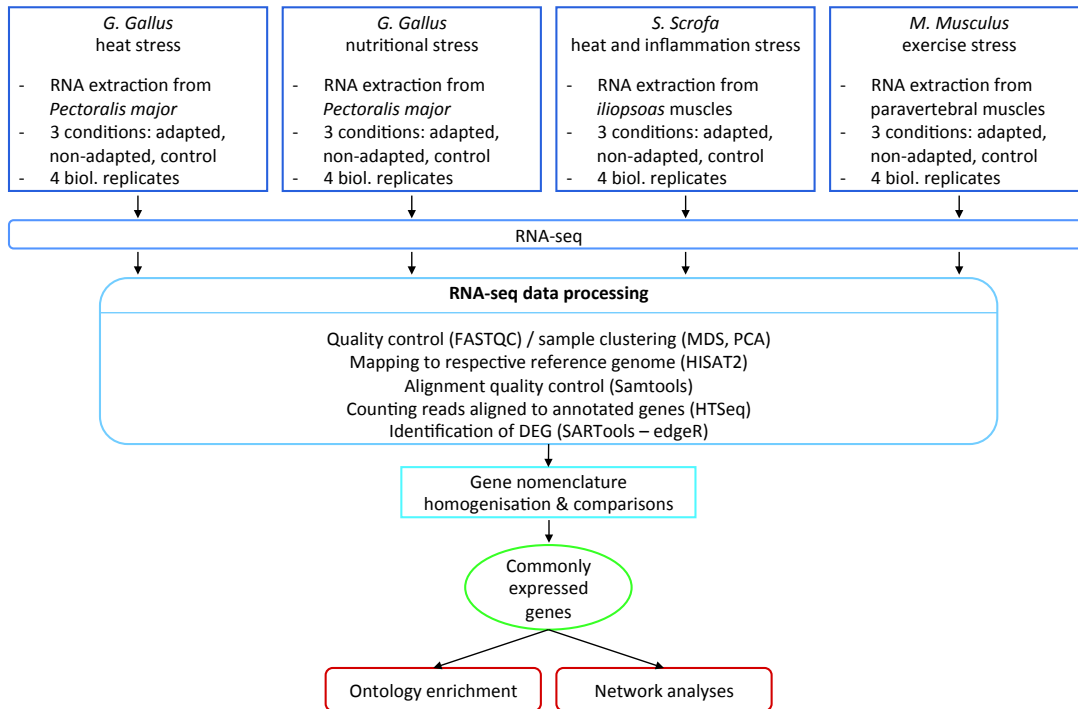 G. Gallus
heat stress
- RNA extraction from
Pectoralis major
- 3 conditions: adapted,
non-adapted, control
- 4 biol. replicates
G. Gallus
nutritional stress
- RNA extraction from
Pectoralis major
- 3 conditions: adapted,
non-adapted, control
- 4 biol. replicates
S. Scrofa
heat and inflammation stress
- RNA extraction from
iliopsoas muscles
- 3 conditions: adapted,
non-adapted, control
- 4 biol. replicates
M. Musculus
exercise stress
- RNA extraction from
paravertebral muscles
- 3 conditions: adapted,
non-adapted, control
- 4 biol. replicates
RNA-seq
RNA-seq data processing
Quality control (FASTQC) / sample clustering (MDS, PCA)
Mapping to respective reference genome (HISAT2)
Alignment quality control (Samtools)
Counting reads aligned to annotated genes (HTSeq)
Identification of DEG (SARTools – edgeR)
Gene nomenclature
homogenisation & comparisons
Commonly
expressed
genes
Ontology enrichment
Network analyses